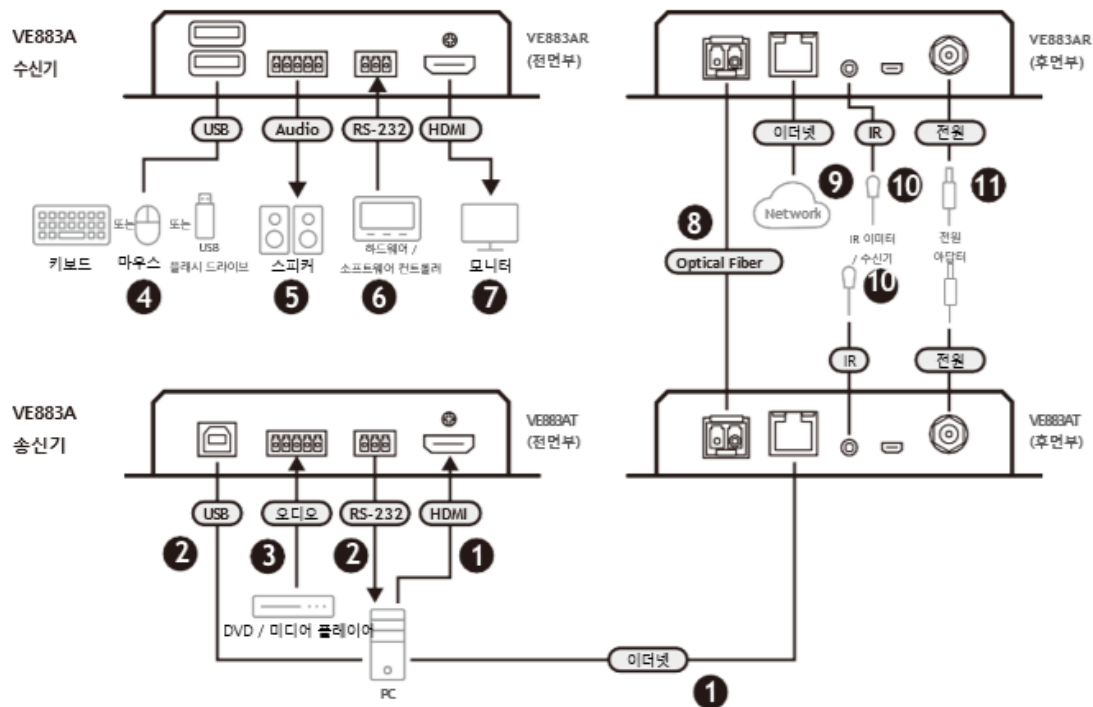 VE883A
수신기
VE883AR
(전면부)
USB
Audio
RS-232
HDMI
또는
또는
USB
플래시 드라이브
키보드
마우스
스피커
하드웨어 /
소프트웨어 컨트롤러
모니터
4
5
6
7
VE883AR
(후면부)
이더넷
IR
전원
8
9
10
11
Network
Optical Fiber
IR 이미터
/ 수신기
전원
아답터
10
IR
전원
VE883A
송신기
VE883AT
(전면부)
USB
오디오
RS-232
HDMI
2
3
2
1
DVD / 미디어 플레이어
PC
VE883AT
(후면부)
이더넷
1